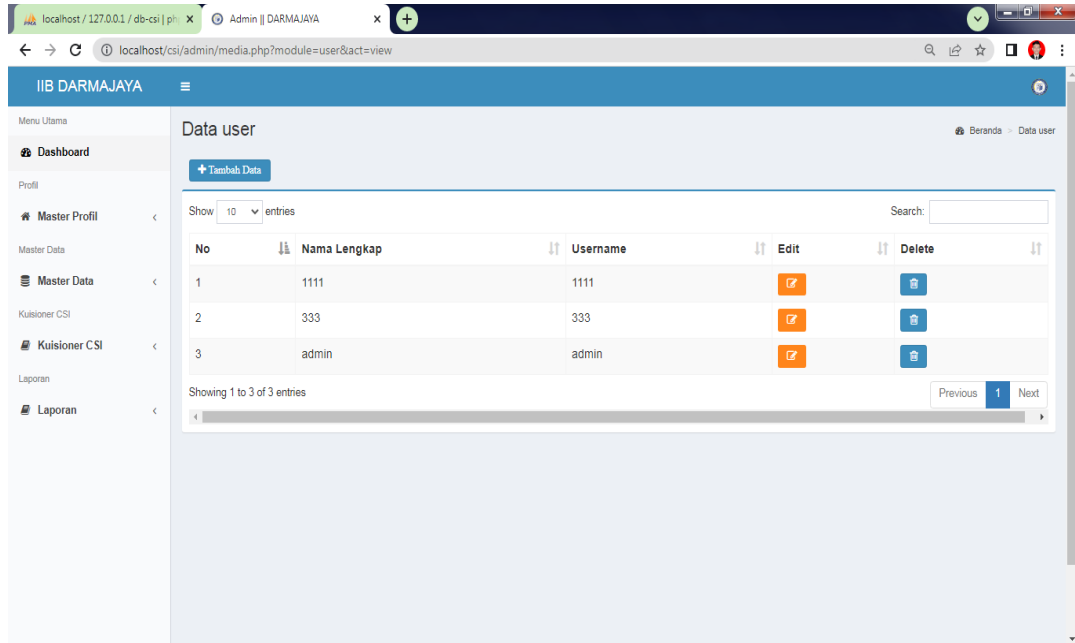 localhost / 127.0.0.1 / db-csi | ph
Admin || DARMAJAYA
localhost/csi/admin/media.php?module=user&act=view
IIB DARMAJAYA
Menu Utama
Dashboard
Profil
Master Profil
Master Data
Master Data
Kuisioner CSI
Kuisioner CSI
Laporan
Laporan
Data user
Beranda > Data user
Tambah Data
Show 10 entries
Search:
No Nama Lengkap Username Edit Delete
1 1111 1111
2 333 333
3 admin admin
Showing 1 to 3 of 3 entries
Previous 1 Next